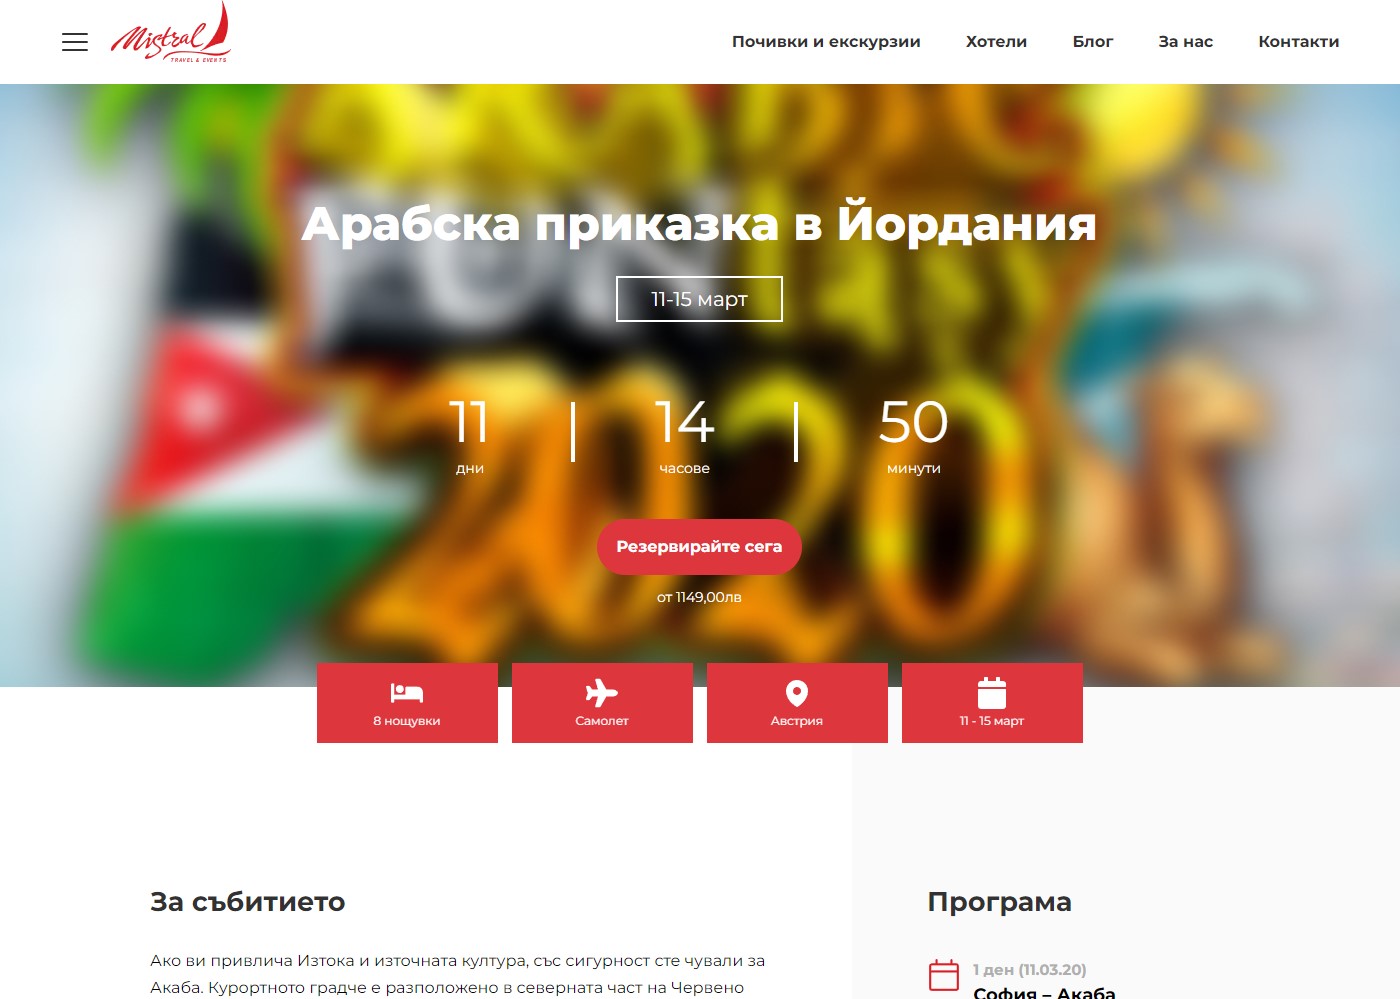 Mistral
TRAVEL & EVENTS
Почивки и екскурзии
Хотели
Блог
За нас
Контакти
Арабска приказка в Йордания
11-15 март
11
14
50
дни
часове
минути
Резервирайте сега
от 1149,00лв
8 нощувки
Самолет
Австрия
11 - 15 март
За събитието
Ако ви привлича Изтока и източната култура, със сигурност сте чували за
Акаба. Курортното градче е разположено в северната част на Червено
Програма
1 ден (11.03.20)
София – Акаба